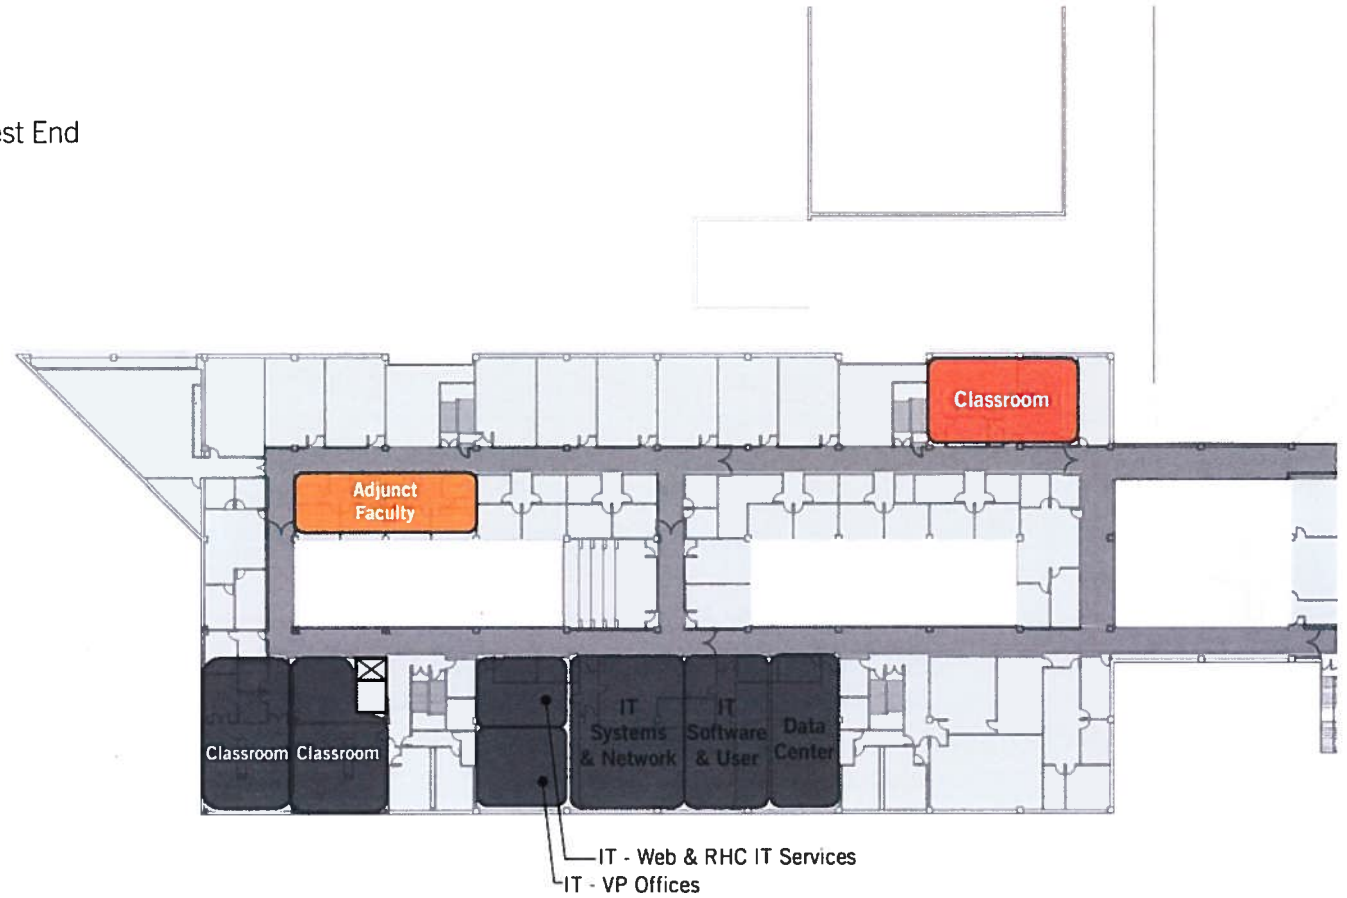 est End
Classroom
Adjunct
Faculty
Classroom
Classroom
IT
Systems
& Network
IT
Software
& User
Data
Center
IT - Web & RHC IT Services
IT - VP Offices